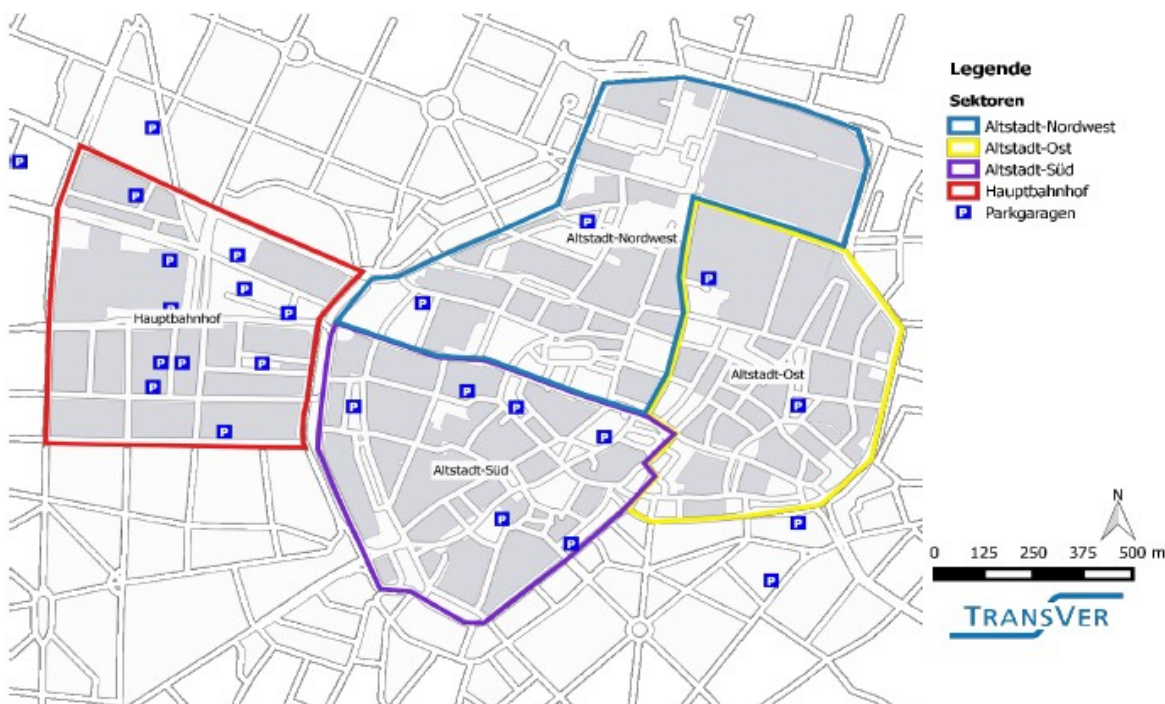 Legende
Sektoren
Altstadt-Nordwest
Altstadt-Ost
Altstadt-Süd
Hauptbahnhof
P Parkgaragen
P
P
P
P
Altstadt-Nordwest
P
P
P
P
P
P
Hauptbahnhof
P
P
P
P
Altstadt-Ost
P
P
P
P
P
P
P
Altstadt-Süd
P
P
P
P
N
0 125 250 375 500 m
TRANSVER